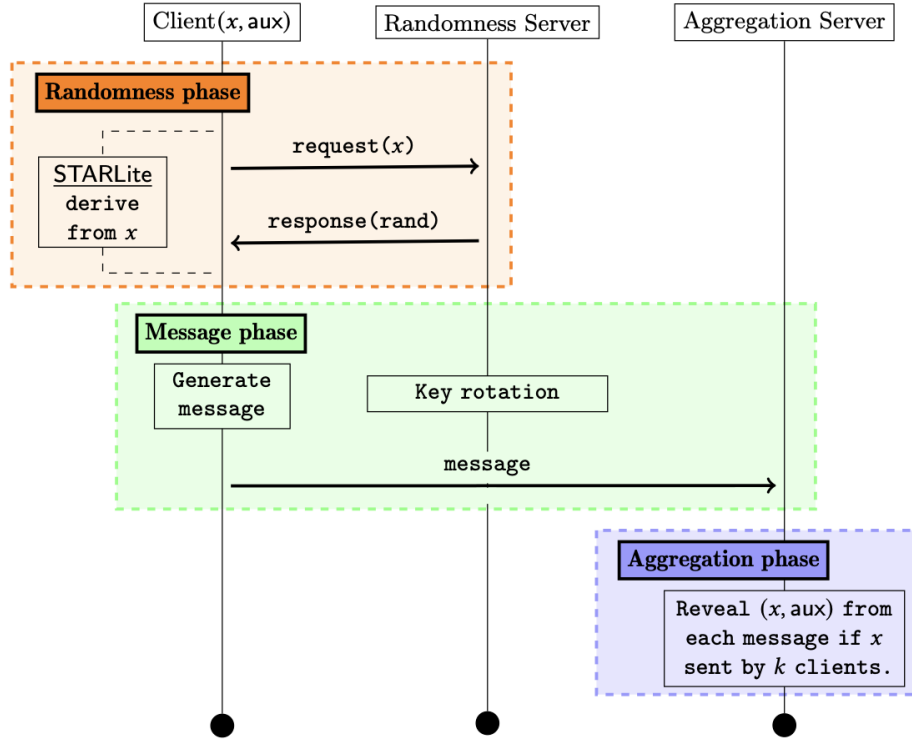 Client(x, aux)
Randomness Server
Aggregation Server
Randomness phase
STARLite
derive
from x
request(x)
response(rand)
Message phase
Generate
message
Key rotation
message
Aggregation phase
Reveal (x, aux) from
each message if x
sent by k clients.